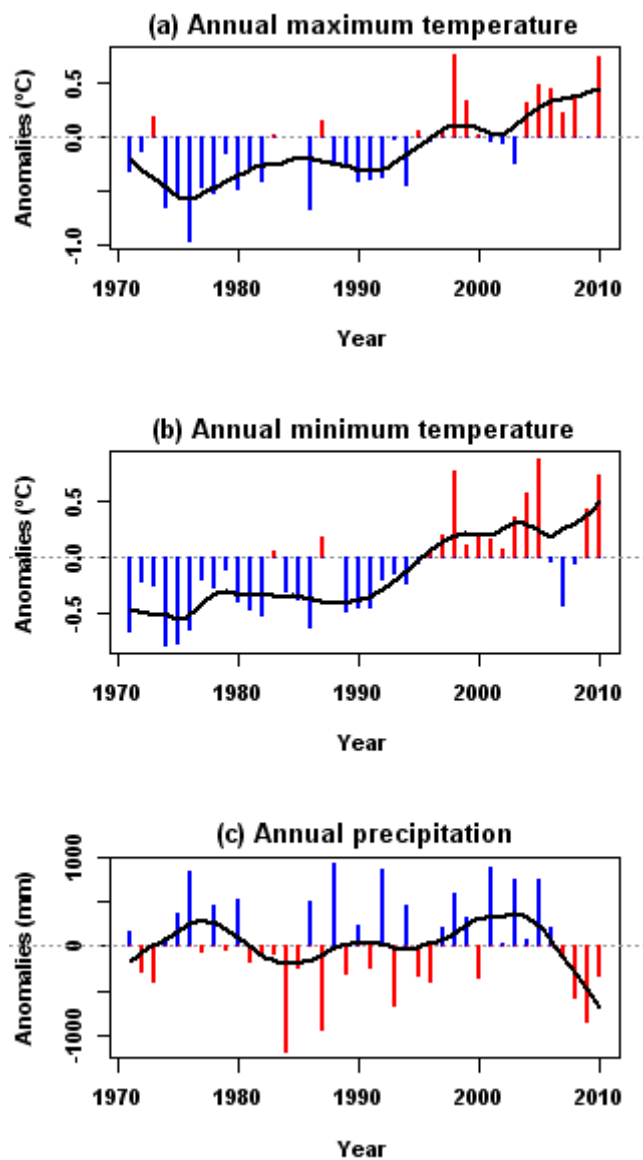 (a) Annual maximum temperature
Anomalies (°C)
0.5
0.0
-1.0
1970 1980 1990 2000 2010
Year
(b) Annual minimum temperature
Anomalies (°C)
0.5
0.0
-0.5
1970 1980 1990 2000 2010
Year
(c) Annual precipitation
Anomalies (mm)
1000
0
-1000
1970 1980 1990 2000 2010
Year